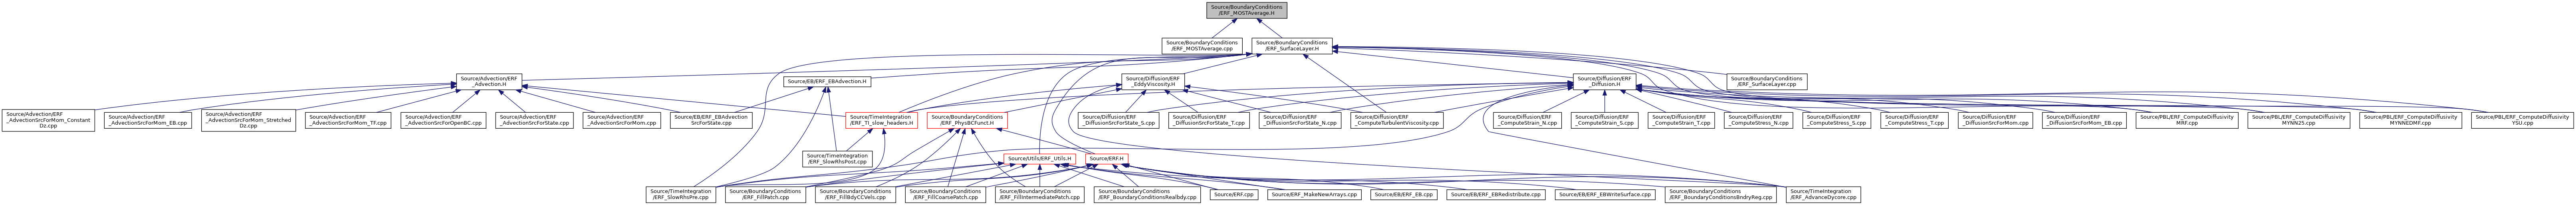 Source/BoundaryConditions
/ERF_MOSTAverage.H
Source/BoundaryConditions
/ERF_MOSTAverage.cpp
Source/BoundaryConditions
/ERF_SurfaceLayer.H
Source/Advection/ERF
_Advection.H
Source/EB/ERF_EBAdvection.H
Source/Diffusion/ERF
_EddyViscosity.H
Source/Diffusion/ERF
_Diffusion.H
Source/BoundaryConditions
/ERF_SurfaceLayer.cpp
Source/Advection/ERF
_AdvectionSrcForMom_Constant
Dz.cpp
Source/Advection/ERF
_AdvectionSrcForMom_EB.cpp
Source/Advection/ERF
_AdvectionSrcForMom_Stretched
Dz.cpp
Source/Advection/ERF
_AdvectionSrcForMom_TF.cpp
Source/Advection/ERF
_AdvectionSrcForOpenBC.cpp
Source/Advection/ERF
_AdvectionSrcForState.cpp
Source/Advection/ERF
_AdvectionSrcForMom.cpp
Source/EB/ERF_EBAdvection
SrcForState.cpp
Source/TimeIntegration
/ERF_TI_slow_headers.H
Source/BoundaryConditions
/ERF_PhysBCFunct.H
Source/Diffusion/ERF
_DiffusionSrcForState_S.cpp
Source/Diffusion/ERF
_DiffusionSrcForState_T.cpp
Source/Diffusion/ERF
_DiffusionSrcForState_N.cpp
Source/Diffusion/ERF
_ComputeTurbulentViscosity.cpp
Source/Diffusion/ERF
_ComputeStrain_N.cpp
Source/Diffusion/ERF
_ComputeStrain_S.cpp
Source/Diffusion/ERF
_ComputeStrain_T.cpp
Source/Diffusion/ERF
_ComputeStress_N.cpp
Source/Diffusion/ERF
_ComputeStress_S.cpp
Source/Diffusion/ERF
_ComputeStress_T.cpp
Source/Diffusion/ERF
_DiffusionSrcForMom.cpp
Source/Diffusion/ERF
_DiffusionSrcForMom_EB.cpp
Source/PBL/ERF_ComputeDiffusivity
MRF.cpp
Source/PBL/ERF_ComputeDiffusivity
MYNN25.cpp
Source/PBL/ERF_ComputeDiffusivity
MYNNEDMF.cpp
Source/PBL/ERF_ComputeDiffusivity
YSU.cpp
Source/TimeIntegration
/ERF_SlowRhsPost.cpp
Source/Utils/ERF_Utils.H
Source/ERF.H
Source/TimeIntegration
/ERF_SlowRhsPre.cpp
Source/BoundaryConditions
/ERF_FillPatch.cpp
Source/BoundaryConditions
/ERF_FillBdyCCVels.cpp
Source/BoundaryConditions
/ERF_FillCoarsePatch.cpp
Source/BoundaryConditions
/ERF_FillIntermediatePatch.cpp
Source/BoundaryConditions
/ERF_BoundaryConditionsRealbdy.cpp
Source/ERF.cpp
Source/ERF_MakeNewArrays.cpp
Source/EB/ERF_EB.cpp
Source/EB/ERF_EBRedistribute.cpp
Source/EB/ERF_EBWriteSurface.cpp
Source/BoundaryConditions
/ERF_BoundaryConditionsBndryReg.cpp
Source/TimeIntegration
/ERF_AdvanceDycore.cpp